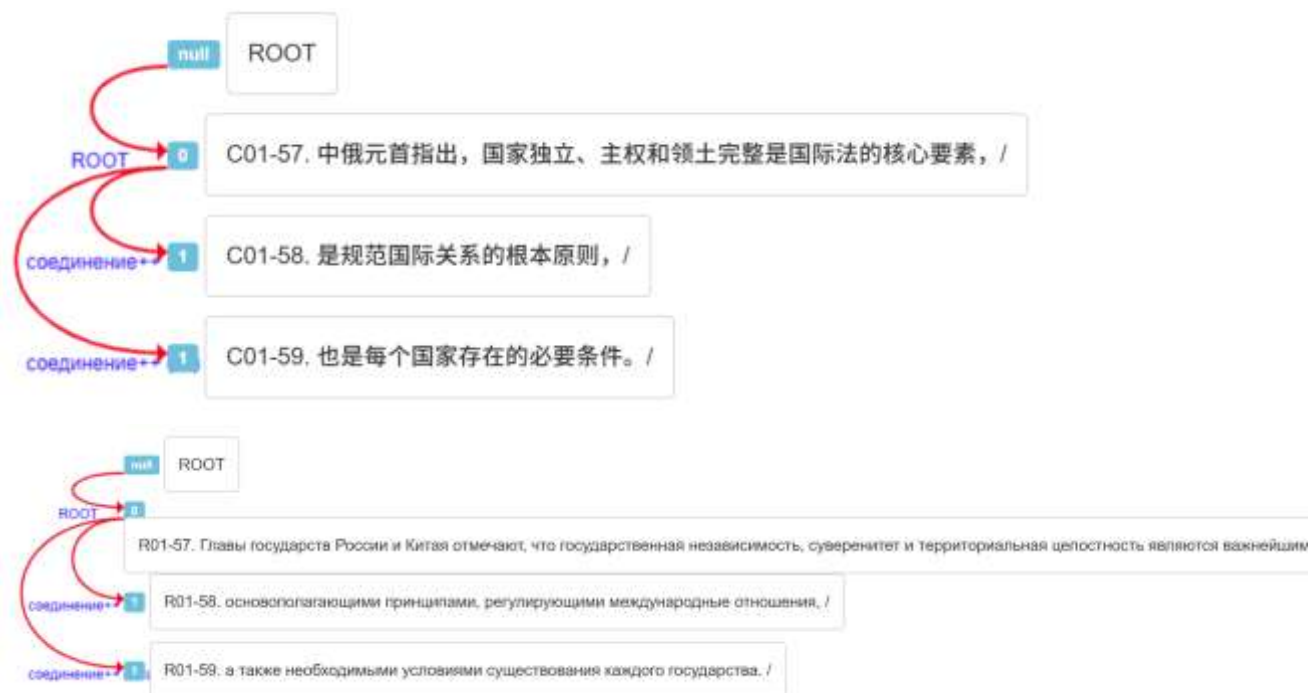 null ROOT
ROOT 0 C01-57. 中俄元首指出，国家独立、主权和领土完整是国际法的核心要素，/
соединение++ 1 C01-58. 是规范国际关系的根本原则，/
соединение++ 1 C01-59. 也是每个国家存在的必要条件。/
null ROOT
ROOT 0
R01-57. Главы государств России и Китая отмечают, что государственная независимость, суверенитет и территориальная целостность являются важнейшим
соединение++ 1 R01-58. основополагающими принципами, регулирующими международные отношения, /
соединение++ 1 R01-59. а также необходимыми условиями существования каждого государства. /